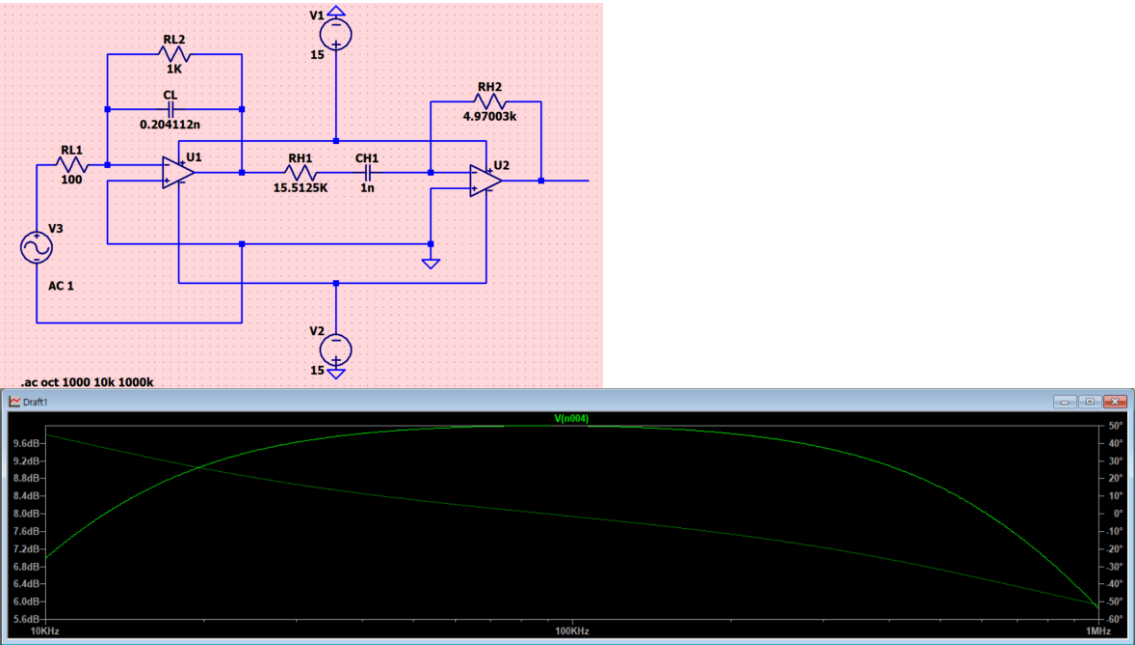 V1
15
RL2
1K
CL
0.204112n
RH2
4.97003k
RL1
100
U1
RH1
15.5125K
CH1
1n
U2
V3
AC 1
V2
15
.ac oct 1000 10k 1000k
Draft1
V(n004)
9.6dB
9.2dB
8.8dB
8.4dB
8.0dB
7.6dB
7.2dB
6.8dB
6.4dB
6.0dB
5.6dB
50°
40°
30°
20°
10°
0°
-10°
-20°
-30°
-40°
-50°
-60°
10KHz
100KHz
1MHz